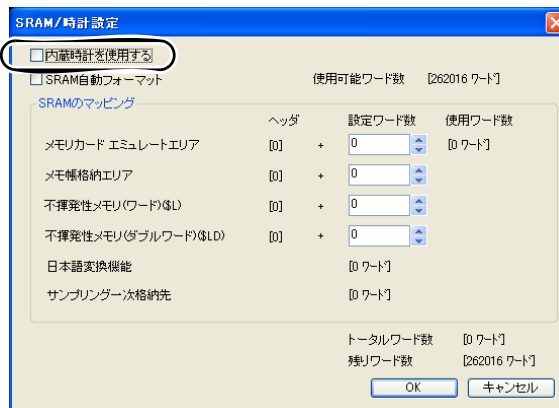 SRAM/時計設定
内蔵時計を使用する
SRAM自動フォーマット 使用可能ワード数 [262016 ワード]
SRAMのマッピング
ヘッダ 設定ワード数 使用ワード数
メモリカード エミュレートエリア [0] + 0 [0 ワード]
メモ帳格納エリア [0] + 0
不揮発性メモリ(ワード)($L) [0] + 0
不揮発性メモリ(ダブルワード)($LD) [0] + 0
日本語変換機能 [0 ワード]
サンプリング一次格納先 [0 ワード]
トータルワード数 [0 ワード]
残りワード数 [262016 ワード]
OK キャンセル